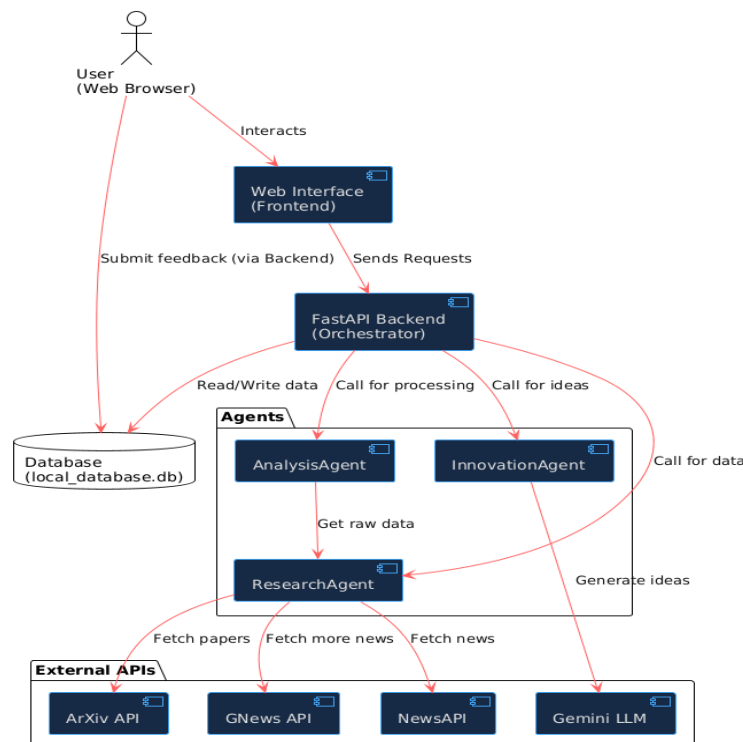 User
(Web Browser)
Interacts
Web Interface
(Frontend)
Submit feedback (via Backend)
Sends Requests
FastAPI Backend
(Orchestrator)
Read/Write data
Call for processing
Call for ideas
Agents
Database
(local_database.db)
AnalysisAgent
InnovationAgent
Call for data
Get raw data
ResearchAgent
Generate ideas
Fetch papers
Fetch more news
Fetch news
External APIs
ArXiv API
GNews API
NewsAPI
Gemini LLM